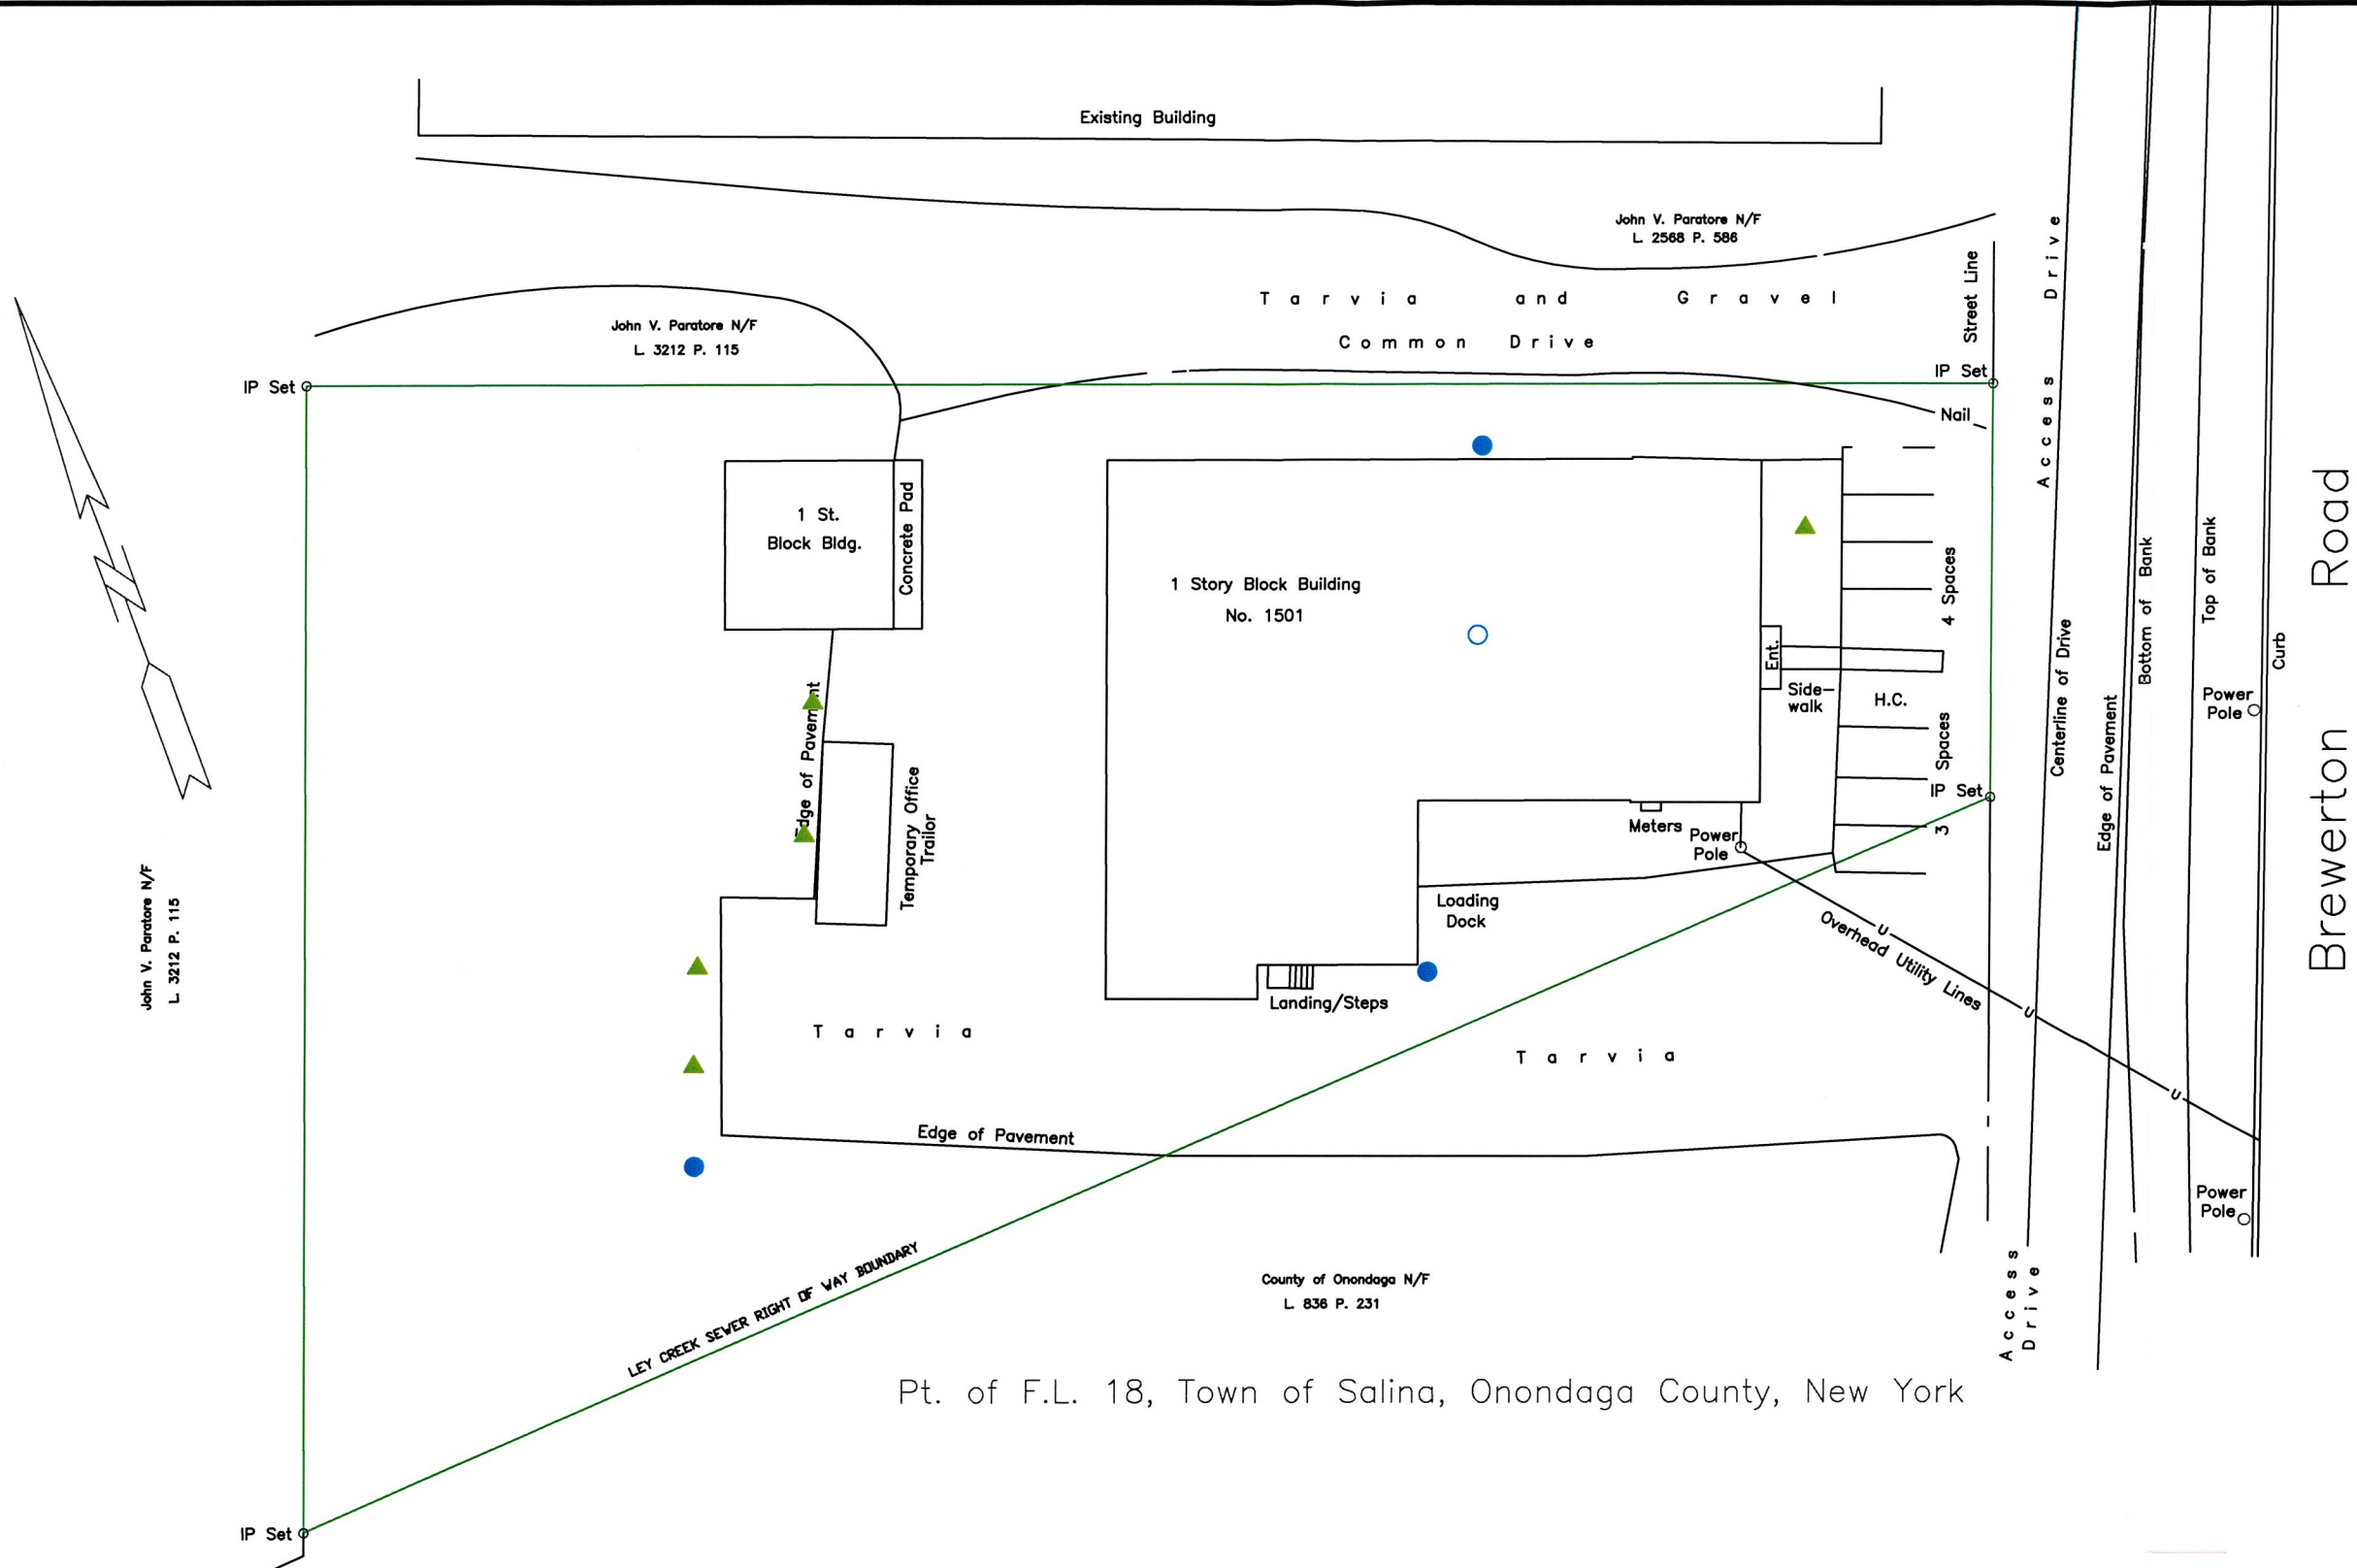 Existing Building
John V. Paratore N/F
L. 2568 P. 586
Tarvia and Gravel
Common Drive
Street Line
Access Drive
John V. Paratore N/F
L. 3212 P. 115
IP Set
IP Set
Nail
1 St.
Block Bldg.
Concrete Pad
1 Story Block Building
No. 1501
4 Spaces
Ent.
Side-
walk
H.C.
3 Spaces
IP Set
Centerline of Drive
Edge of Pavement
Bottom of Bank
Top of Bank
Curb
Power
Pole
Brewerton Road
Edge of Pavement
Temporary Office
Trailor
Meters
Power
Pole
Loading
Dock
Landing/Steps
U
Overhead Utility Lines
U
U
John V. Paratore N/F
L. 3212 P. 115
Tarvia
Tarvia
Edge of Pavement
Power
Pole
LEY CREEK SEWER RIGHT OF WAY BOUNDARY
County of Onondaga N/F
L. 836 P. 231
Access
Drive
Pt. of F.L. 18, Town of Salina, Onondaga County, New York
IP Set